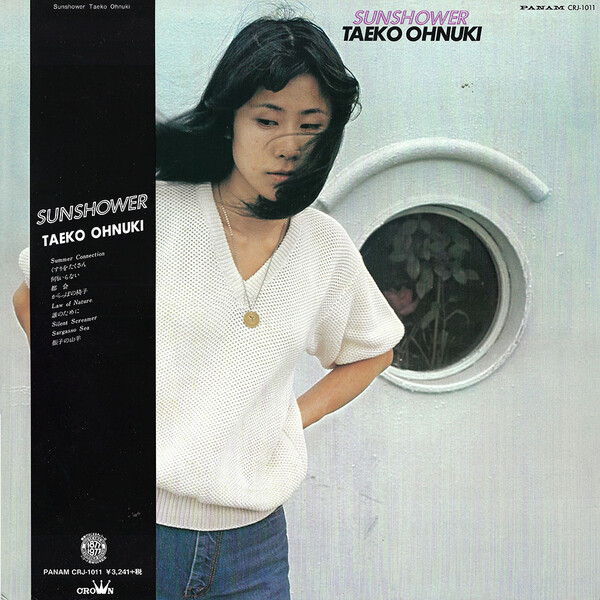 Sunshower Taeko Ohnuki
SUNSHOWER
TAEKO OHNUKI
PANAM CRJ-1011
SUNSHOWER
TAEKO OHNUKI
Summer Connection
くすりをたくさん
何もいらない
都 会
からっぽの椅子
Law of Nature
誰のために
Silent Screamer
Sargasso Sea
振子の山羊
1877
1977
PANAM CRJ-1011 ¥3,241+税
CROWN